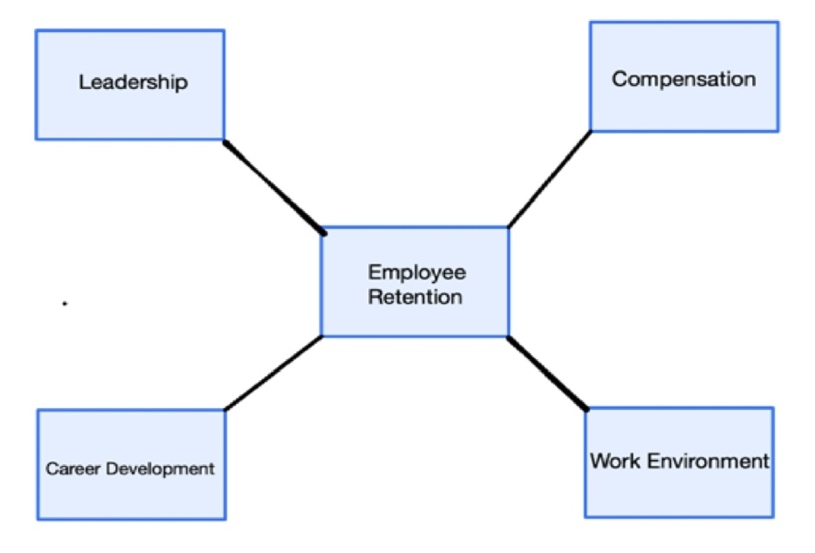 Leadership
Compensation
Employee
Retention
Career Development
Work Environment